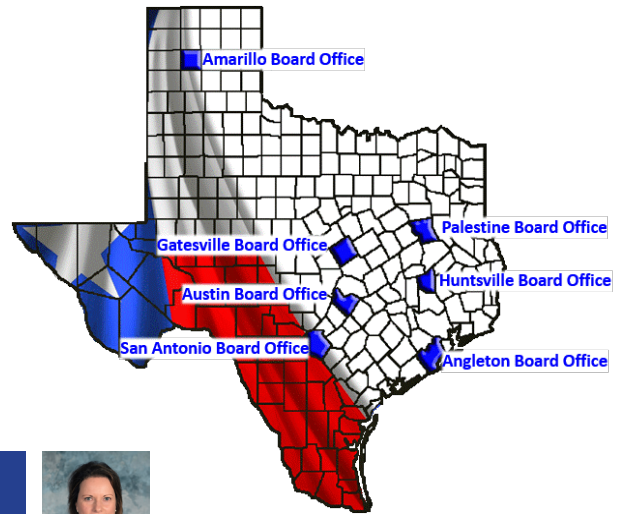 Amarillo Board Office
Palestine Board Office
Gatesville Board Office
Huntsville Board Office
Austin Board Office
San Antonio Board Office
Angleton Board Office